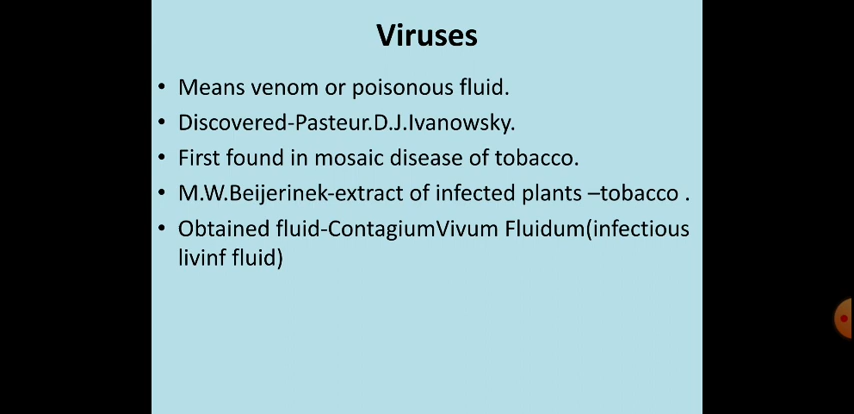 Viruses
• Means venom or poisonous fluid.
• Discovered-Pasteur.D.J.Ivanowsky.
• First found in mosaic disease of tobacco.
• M.W.Beijerinek-extract of infected plants –tobacco .
• Obtained fluid-ContagiumVivum Fluidum(infectious
livinf fluid)